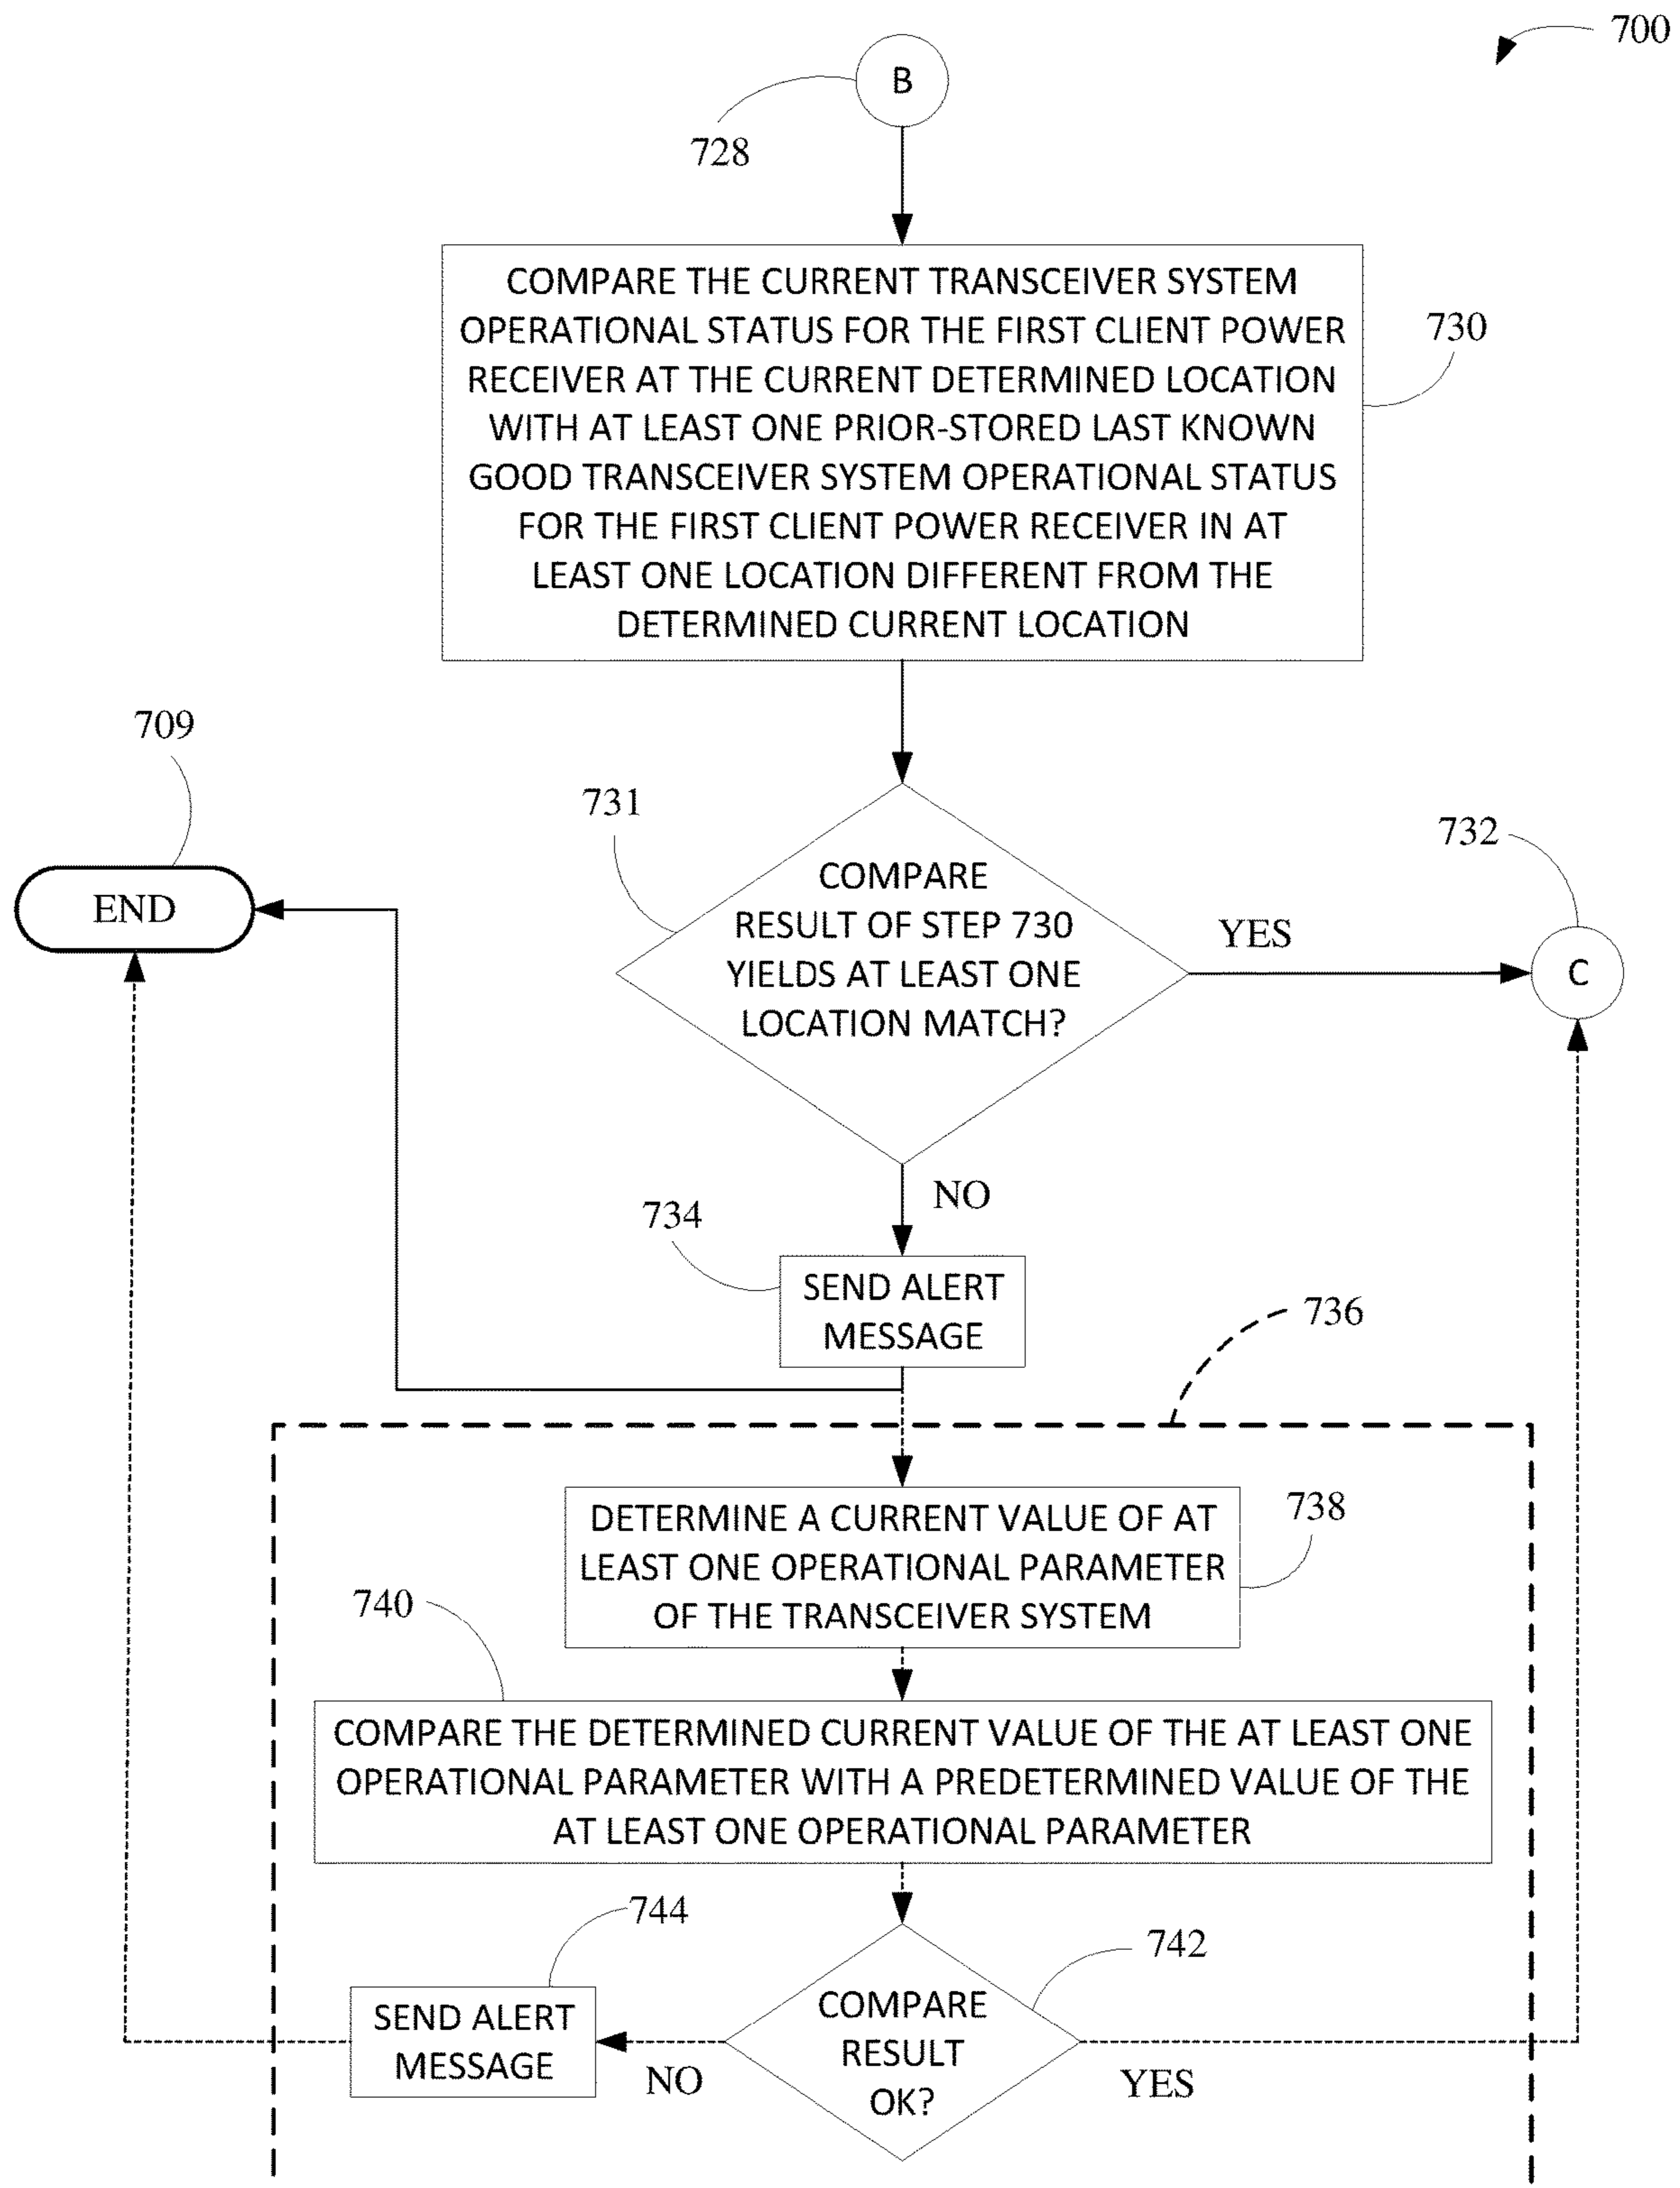 700
B
728
COMPARE THE CURRENT TRANSCEIVER SYSTEM
OPERATIONAL STATUS FOR THE FIRST CLIENT POWER
RECEIVER AT THE CURRENT DETERMINED LOCATION
WITH AT LEAST ONE PRIOR-STORED LAST KNOWN
GOOD TRANSCEIVER SYSTEM OPERATIONAL STATUS
FOR THE FIRST CLIENT POWER RECEIVER IN AT
LEAST ONE LOCATION DIFFERENT FROM THE
DETERMINED CURRENT LOCATION
730
709
END
731
COMPARE
RESULT OF STEP 730
YIELDS AT LEAST ONE
LOCATION MATCH?
YES
732
C
NO
734
SEND ALERT
MESSAGE
736
DETERMINE A CURRENT VALUE OF AT
LEAST ONE OPERATIONAL PARAMETER
OF THE TRANSCEIVER SYSTEM
738
740
COMPARE THE DETERMINED CURRENT VALUE OF THE AT LEAST ONE
OPERATIONAL PARAMETER WITH A PREDETERMINED VALUE OF THE
AT LEAST ONE OPERATIONAL PARAMETER
744
SEND ALERT
MESSAGE
NO
742
COMPARE
RESULT
OK?
YES